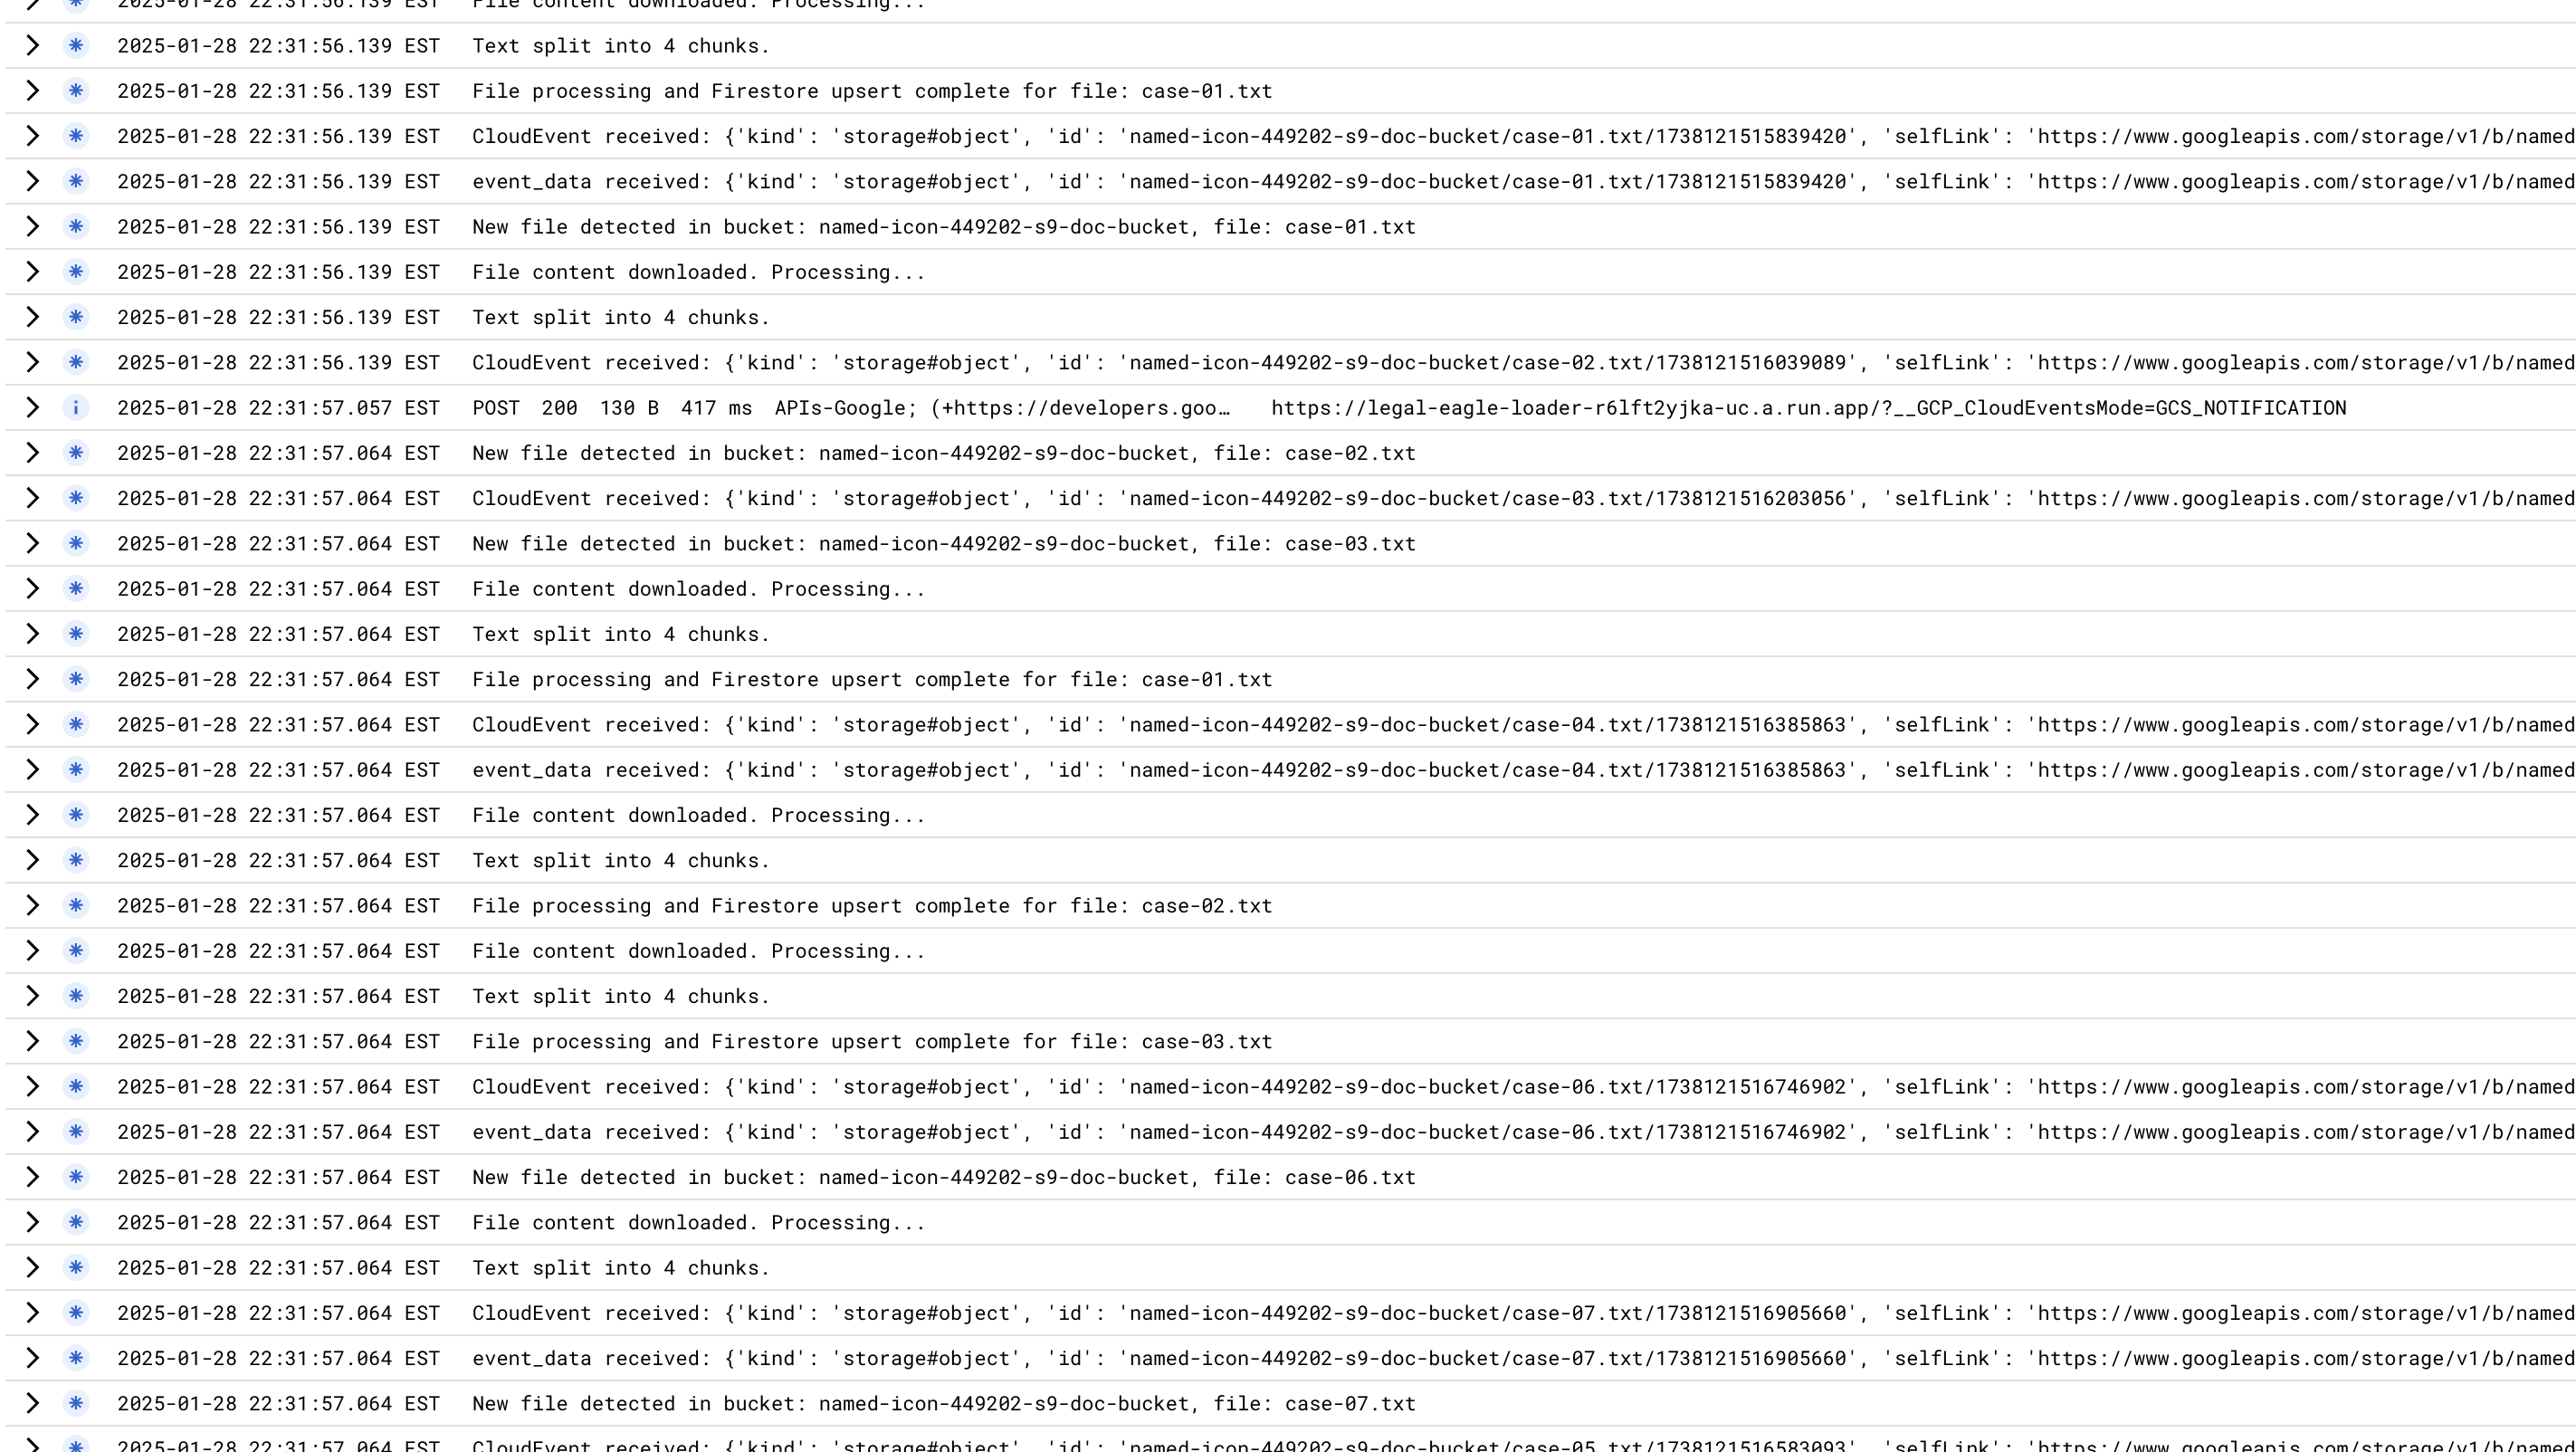 2025-01-28 22:31:56.139 EST File content downloaded. Processing...
2025-01-28 22:31:56.139 EST Text split into 4 chunks.
2025-01-28 22:31:56.139 EST File processing and Firestore upsert complete for file: case-01.txt
2025-01-28 22:31:56.139 EST CloudEvent received: {'kind': 'storage#object', 'id': 'named-icon-449202-s9-doc-bucket/case-01.txt/1738121515839420', 'selfLink': 'https://www.googleapis.com/storage/v1/b/named
2025-01-28 22:31:56.139 EST event_data received: {'kind': 'storage#object', 'id': 'named-icon-449202-s9-doc-bucket/case-01.txt/1738121515839420', 'selfLink': 'https://www.googleapis.com/storage/v1/b/named
2025-01-28 22:31:56.139 EST New file detected in bucket: named-icon-449202-s9-doc-bucket, file: case-01.txt
2025-01-28 22:31:56.139 EST File content downloaded. Processing...
2025-01-28 22:31:56.139 EST Text split into 4 chunks.
2025-01-28 22:31:56.139 EST CloudEvent received: {'kind': 'storage#object', 'id': 'named-icon-449202-s9-doc-bucket/case-02.txt/1738121516039089', 'selfLink': 'https://www.googleapis.com/storage/v1/b/named
2025-01-28 22:31:57.057 EST POST 200 130 B 417 ms APIs-Google; (+https://developers.goo… https://legal-eagle-loader-r6lft2yjka-uc.a.run.app/?__GCP_CloudEventsMode=GCS_NOTIFICATION
2025-01-28 22:31:57.064 EST New file detected in bucket: named-icon-449202-s9-doc-bucket, file: case-02.txt
2025-01-28 22:31:57.064 EST CloudEvent received: {'kind': 'storage#object', 'id': 'named-icon-449202-s9-doc-bucket/case-03.txt/1738121516203056', 'selfLink': 'https://www.googleapis.com/storage/v1/b/named
2025-01-28 22:31:57.064 EST New file detected in bucket: named-icon-449202-s9-doc-bucket, file: case-03.txt
2025-01-28 22:31:57.064 EST File content downloaded. Processing...
2025-01-28 22:31:57.064 EST Text split into 4 chunks.
2025-01-28 22:31:57.064 EST File processing and Firestore upsert complete for file: case-01.txt
2025-01-28 22:31:57.064 EST CloudEvent received: {'kind': 'storage#object', 'id': 'named-icon-449202-s9-doc-bucket/case-04.txt/1738121516385863', 'selfLink': 'https://www.googleapis.com/storage/v1/b/named
2025-01-28 22:31:57.064 EST event_data received: {'kind': 'storage#object', 'id': 'named-icon-449202-s9-doc-bucket/case-04.txt/1738121516385863', 'selfLink': 'https://www.googleapis.com/storage/v1/b/named
2025-01-28 22:31:57.064 EST File content downloaded. Processing...
2025-01-28 22:31:57.064 EST Text split into 4 chunks.
2025-01-28 22:31:57.064 EST File processing and Firestore upsert complete for file: case-02.txt
2025-01-28 22:31:57.064 EST File content downloaded. Processing...
2025-01-28 22:31:57.064 EST Text split into 4 chunks.
2025-01-28 22:31:57.064 EST File processing and Firestore upsert complete for file: case-03.txt
2025-01-28 22:31:57.064 EST CloudEvent received: {'kind': 'storage#object', 'id': 'named-icon-449202-s9-doc-bucket/case-06.txt/1738121516746902', 'selfLink': 'https://www.googleapis.com/storage/v1/b/named
2025-01-28 22:31:57.064 EST event_data received: {'kind': 'storage#object', 'id': 'named-icon-449202-s9-doc-bucket/case-06.txt/1738121516746902', 'selfLink': 'https://www.googleapis.com/storage/v1/b/named
2025-01-28 22:31:57.064 EST New file detected in bucket: named-icon-449202-s9-doc-bucket, file: case-06.txt
2025-01-28 22:31:57.064 EST File content downloaded. Processing...
2025-01-28 22:31:57.064 EST Text split into 4 chunks.
2025-01-28 22:31:57.064 EST CloudEvent received: {'kind': 'storage#object', 'id': 'named-icon-449202-s9-doc-bucket/case-07.txt/1738121516905660', 'selfLink': 'https://www.googleapis.com/storage/v1/b/named
2025-01-28 22:31:57.064 EST event_data received: {'kind': 'storage#object', 'id': 'named-icon-449202-s9-doc-bucket/case-07.txt/1738121516905660', 'selfLink': 'https://www.googleapis.com/storage/v1/b/named
2025-01-28 22:31:57.064 EST New file detected in bucket: named-icon-449202-s9-doc-bucket, file: case-07.txt
2025-01-28 22:31:57.064 EST CloudEvent received: {'kind': 'storage#object', 'id': 'named-icon-449202-s9-doc-bucket/case-05.txt/1738121516583093', 'selfLink': 'https://www.googleapis.com/storage/v1/b/named